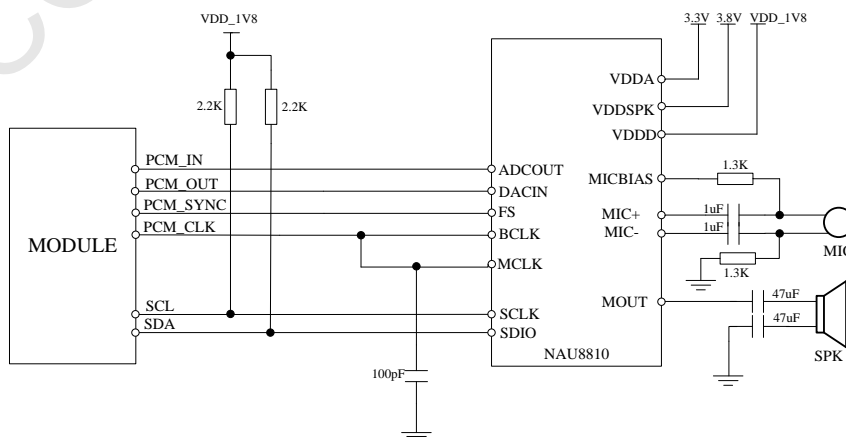 VDD_1V8
3.3V 3.8V VDD_1V8
VDDA
2.2K 2.2K
VDDSPK
VDDD
PCM_IN ADCOUT
1.3K
PCM_OUT DACIN MICBIAS
PCM_SYNC FS
MIC+ 1uF
PCM_CLK BCLK
MIC- 1uF
MODULE
MIC
MCLK
1.3K
SCL SCLK MOUT 47uF
SDA SDIO 47uF
NAU8810
SPK
100pF